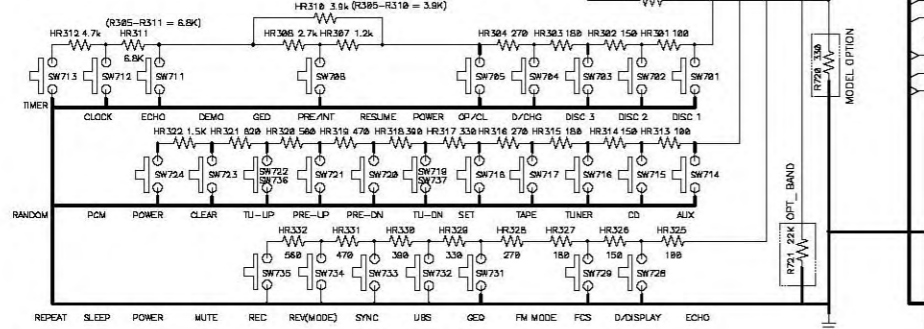 HR310 3.9k (R305-R310 = 3.9K)
(R305-R311 = 6.8K)
HR312 4.7k HR311 HR306 2.7k HR307 1.2k HR304 270 HR303 180 HR302 150 HR301 100
6.8K
SW713 SW712 SW711 SW706 SW705 SW704 SW703 SW702 SW701
TIMER
CLOCK ECHO DEMO GEQ PRE/INT RESUME POWER OP/CL D/CHG DISC 3 DISC 2 DISC 1
HR322 1.5K HR321 820 HR320 560 HR319 470 HR318 390 HR317 330 HR316 270 HR315 180 HR314 150 HR313 100
SW724 SW723 SW722 SW721 SW720 SW719 SW718 SW717 SW716 SW715 SW714
SW736 SW737
RANDOM PGM POWER CLEAR TU-UP PRE-UP PRE-DN TU-DN SET TAPE TUNER CD AUX
HR332 HR331 HR330 HR329 HR328 HR327 HR326 HR325
560 470 390 330 270 180 150 100
SW735 SW734 SW733 SW732 SW731 SW729 SW728
REPEAT SLEEP POWER MUTE REC REV(MODE) SYNC UBS GEQ FM MODE FCS D/DISPLAY ECHO
R720 330
MODEL OPTION
OPT_BAND
R721 22K